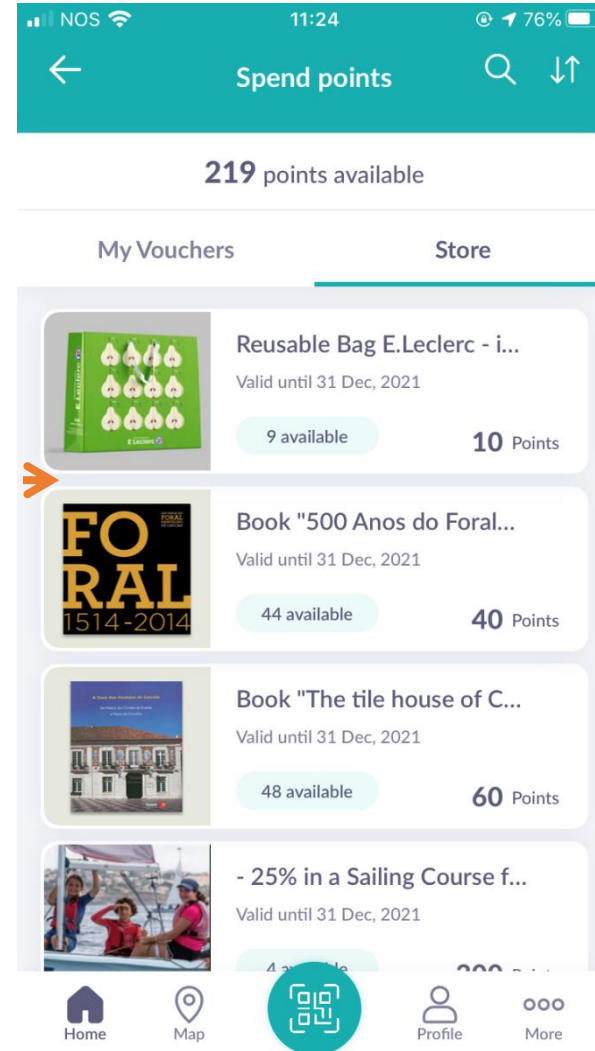 NOS 11:24 76%
Spend points
219 points available
My Vouchers Store
Reusable Bag E.Leclerc - i...
Valid until 31 Dec, 2021
9 available 10 Points
E.Leclerc
E.Leclerc
Book "500 Anos do Foral...
Valid until 31 Dec, 2021
44 available 40 Points
FO
RAL
1514-2014
Book "The tile house of C...
Valid until 31 Dec, 2021
48 available 60 Points
- 25% in a Sailing Course f...
Valid until 31 Dec, 2021
Home Map Profile More